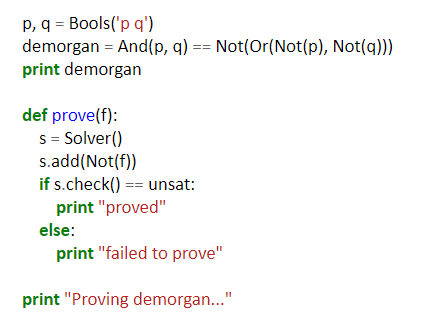 p, q = Bools('p q')
demorgan = And(p, q) == Not(Or(Not(p), Not(q)))
print demorgan
def prove(f):
s = Solver()
s.add(Not(f))
if s.check() == unsat:
print "proved"
else:
print "failed to prove"
print "Proving demorgan..."